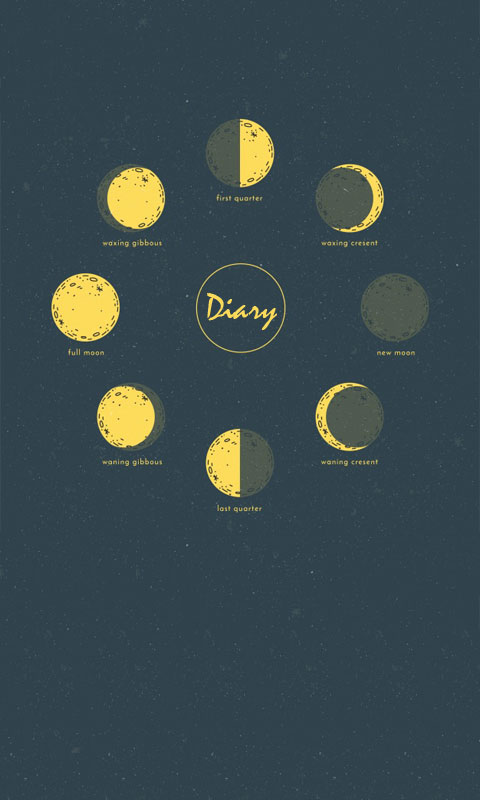 first quarter
waxing gibbous
waxing cresent
Diary
full moon
new moon
waning gibbous
waning cresent
last quarter